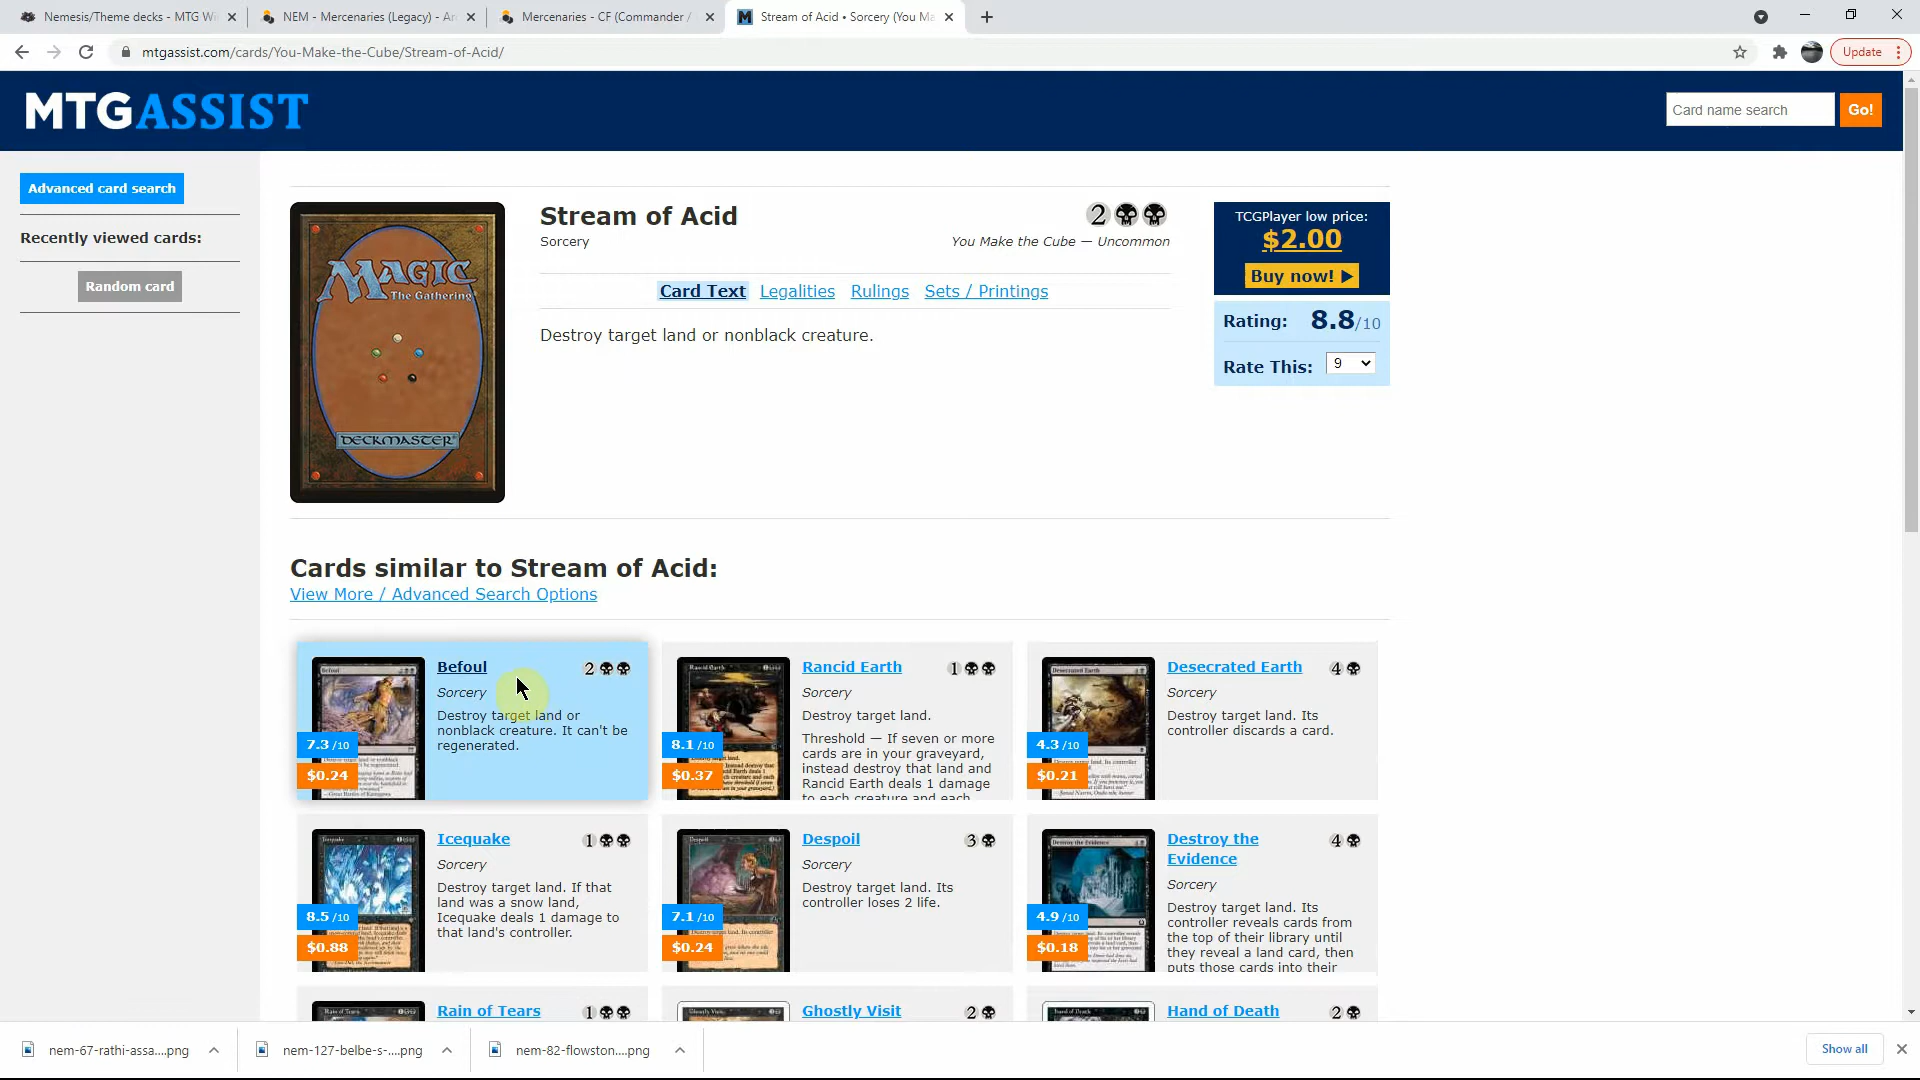 Nemesis/Theme decks - MTG Wi
NEM - Mercenaries (Legacy) - Ar
Mercenaries - CF (Commander /
Stream of Acid • Sorcery (You Ma
mtgassist.com/cards/You-Make-the-Cube/Stream-of-Acid/
Update
MTGASSIST
Card name search
Go!
Advanced card search
Recently viewed cards:
Random card
MAGIC
The Gathering
DECKMASTER
Stream of Acid
2
Sorcery
You Make the Cube — Uncommon
Card Text
Legalities
Rulings
Sets / Printings
Destroy target land or nonblack creature.
TCGPlayer low price:
$2.00
Buy now!
Rating: 8.8/10
Rate This: 9
Cards similar to Stream of Acid:
View More / Advanced Search Options
Befoul
2
Sorcery
Destroy target land or
nonblack creature. It can't be
regenerated.
7.3 /10
$0.24
Rancid Earth
1
Sorcery
Destroy target land.
Threshold — If seven or more
cards are in your graveyard,
instead destroy that land and
Rancid Earth deals 1 damage
to each creature and each
8.1 /10
$0.37
Desecrated Earth
4
Sorcery
Destroy target land. Its
controller discards a card.
4.3 /10
$0.21
Icequake
1
Sorcery
Destroy target land. If that
land was a snow land,
Icequake deals 1 damage to
that land's controller.
8.5 /10
$0.88
Despoil
3
Sorcery
Destroy target land. Its
controller loses 2 life.
7.1 /10
$0.24
Destroy the
Evidence
4
Sorcery
Destroy target land. Its
controller reveals cards from
the top of their library until
they reveal a land card, then
puts those cards into their
4.9 /10
$0.18
Rain of Tears
1
Ghostly Visit
2
Hand of Death
2
nem-67-rathi-assa....png
nem-127-belbe-s-....png
nem-82-flowston....png
Show all